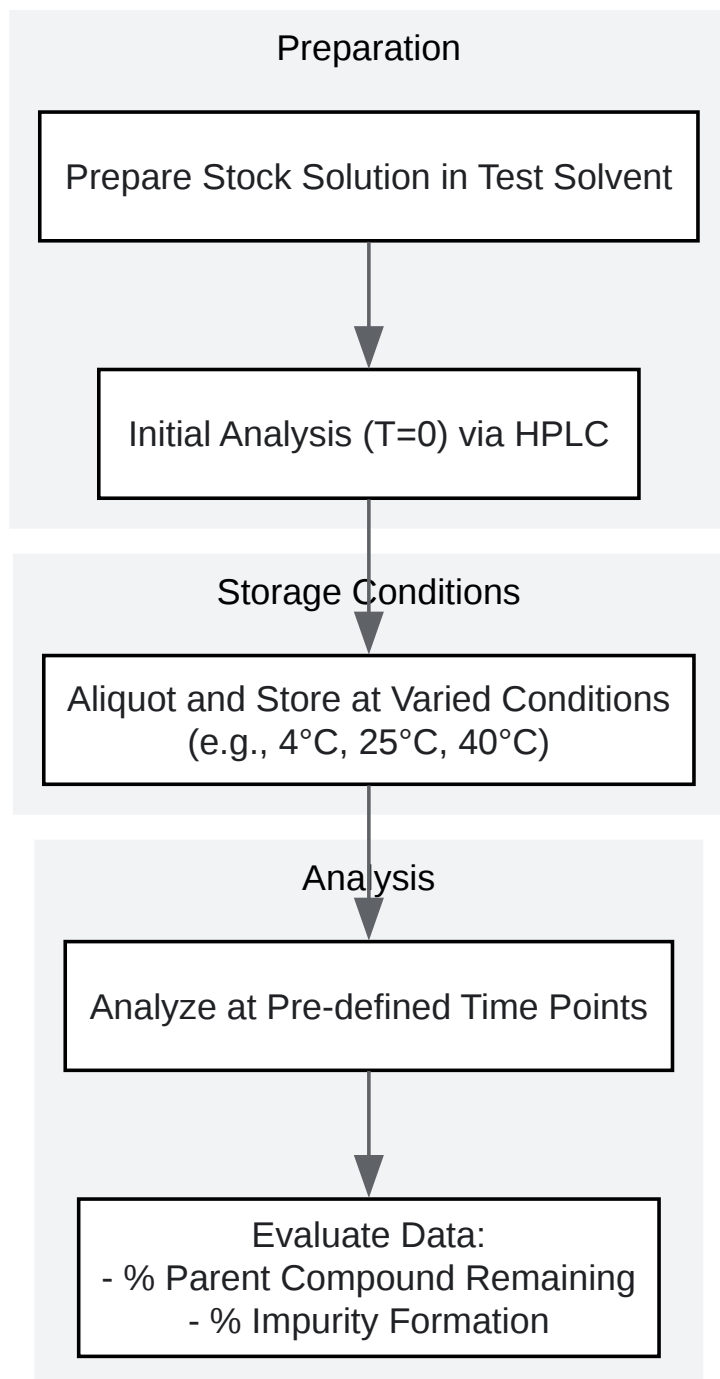 Preparation
Prepare Stock Solution in Test Solvent
Initial Analysis (T=0) via HPLC
Storage Conditions
Aliquot and Store at Varied Conditions
(e.g., 4°C, 25°C, 40°C)
Analysis
Analyze at Pre-defined Time Points
Evaluate Data:
- % Parent Compound Remaining
- % Impurity Formation